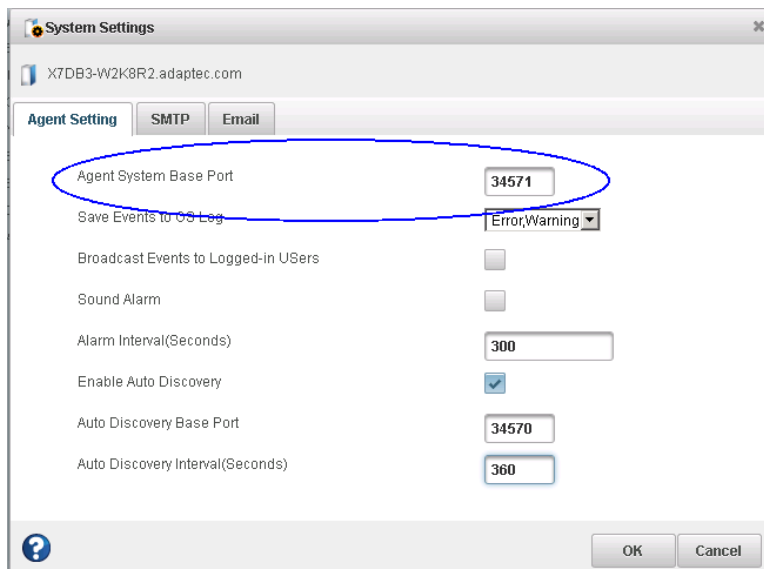 System Settings
X7DB3-W2K8R2.adaptec.com
Agent Setting SMTP Email
Agent System Base Port 34571
Save Events to OS Log Error,Warning
Broadcast Events to Logged-in USers
Sound Alarm
Alarm Interval(Seconds) 300
Enable Auto Discovery
Auto Discovery Base Port 34570
Auto Discovery Interval(Seconds) 360
? OK Cancel